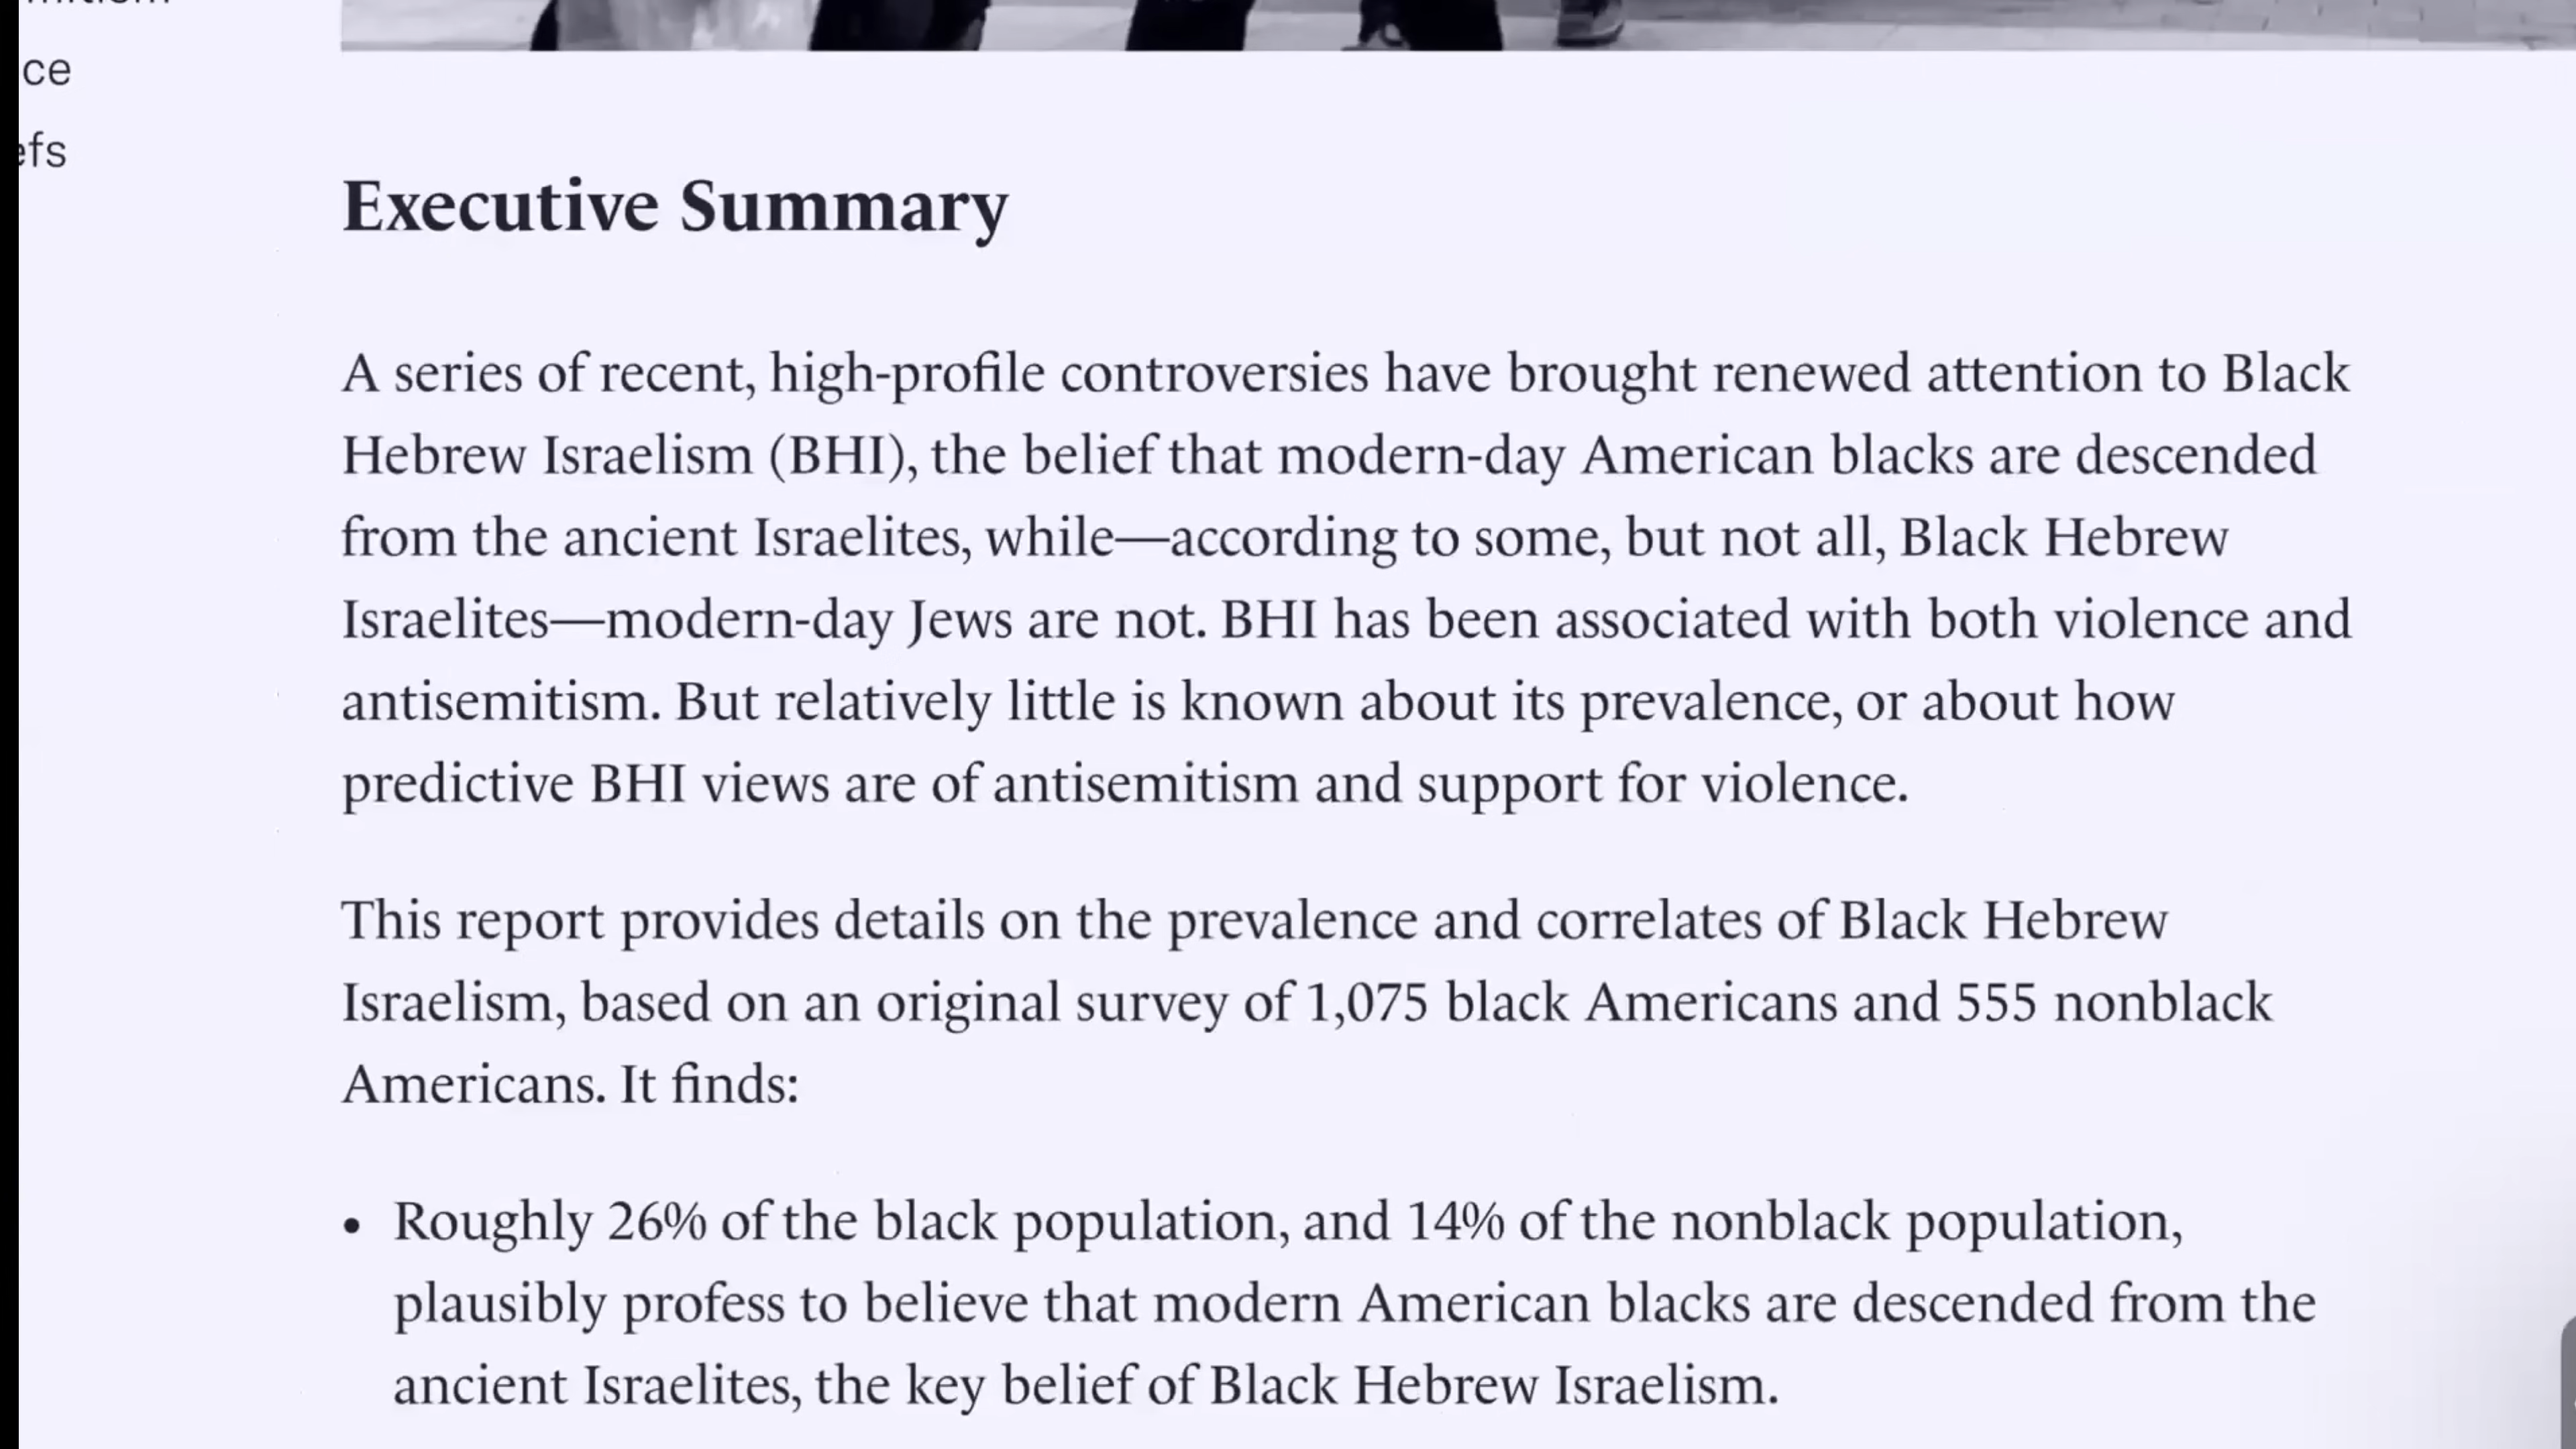 ce
efs
Executive Summary
A series of recent, high-profile controversies have brought renewed attention to Black
Hebrew Israelism (BHI), the belief that modern-day American blacks are descended
from the ancient Israelites, while—according to some, but not all, Black Hebrew
Israelites—modern-day Jews are not. BHI has been associated with both violence and
antisemitism. But relatively little is known about its prevalence, or about how
predictive BHI views are of antisemitism and support for violence.
This report provides details on the prevalence and correlates of Black Hebrew
Israelism, based on an original survey of 1,075 black Americans and 555 nonblack
Americans. It finds:
• Roughly 26% of the black population, and 14% of the nonblack population,
plausibly profess to believe that modern American blacks are descended from the
ancient Israelites, the key belief of Black Hebrew Israelism.